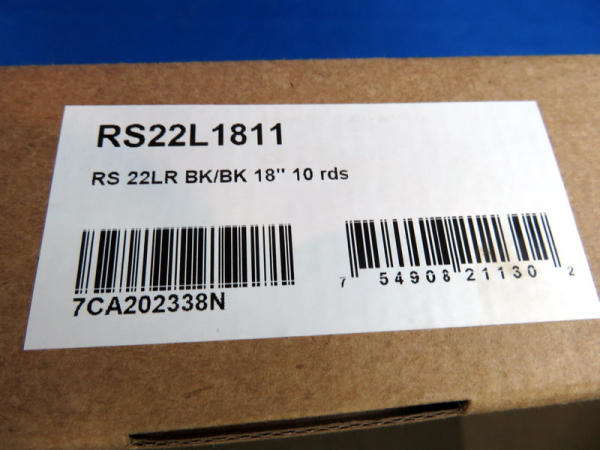 RS22L1811
RS 22LR BK/BK 18" 10 rds
7CA202338N
7 54908 21130 2